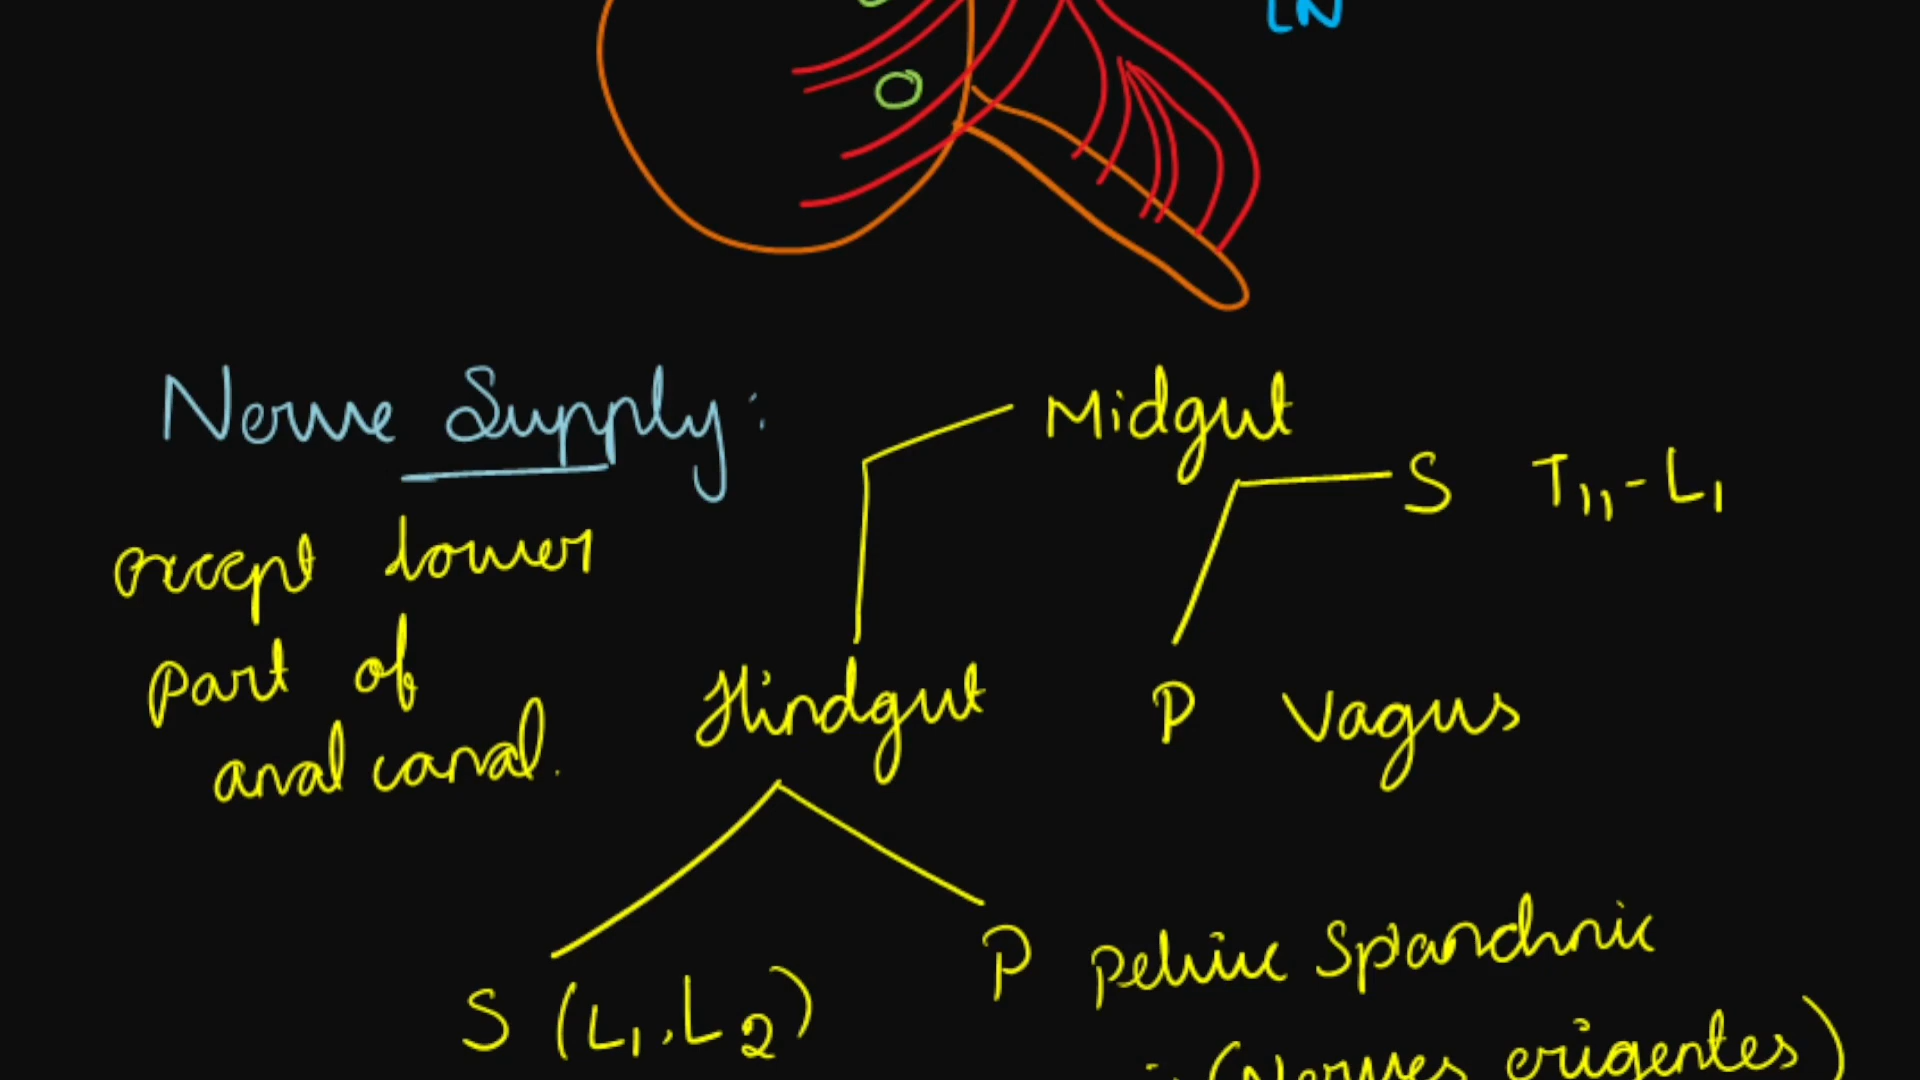 LN
Nerve Supply:
except lower
part of
anal canal.
Midgut
S T11-L1
Hindgut
P Vagus
S (L1, L2)
P Pelvic Splanchnic
(Nerves erigentes)